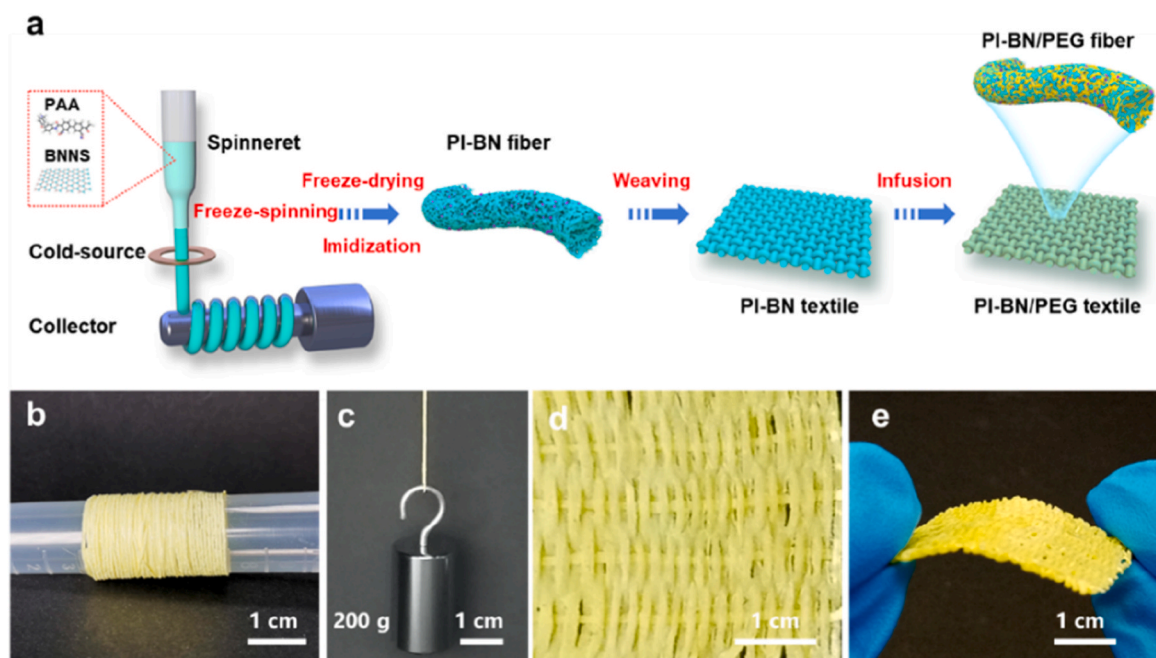 a
PI-BN/PEG fiber
PAA
BNNS
Spinneret
PI-BN fiber
Freeze-drying
Weaving
Infusion
Freeze-spinning
Imidization
Cold-source
Collector
PI-BN textile
PI-BN/PEG textile
b
1 cm
c
200 g
1 cm
d
1 cm
e
1 cm